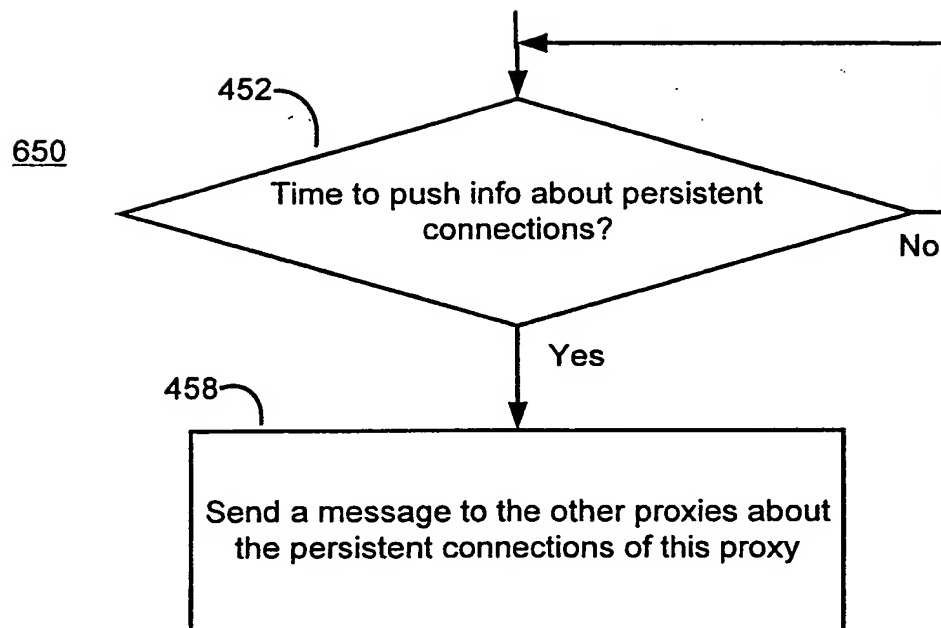 452
650
Time to push info about persistent
connections?
No
Yes
458
Send a message to the other proxies about
the persistent connections of this proxy